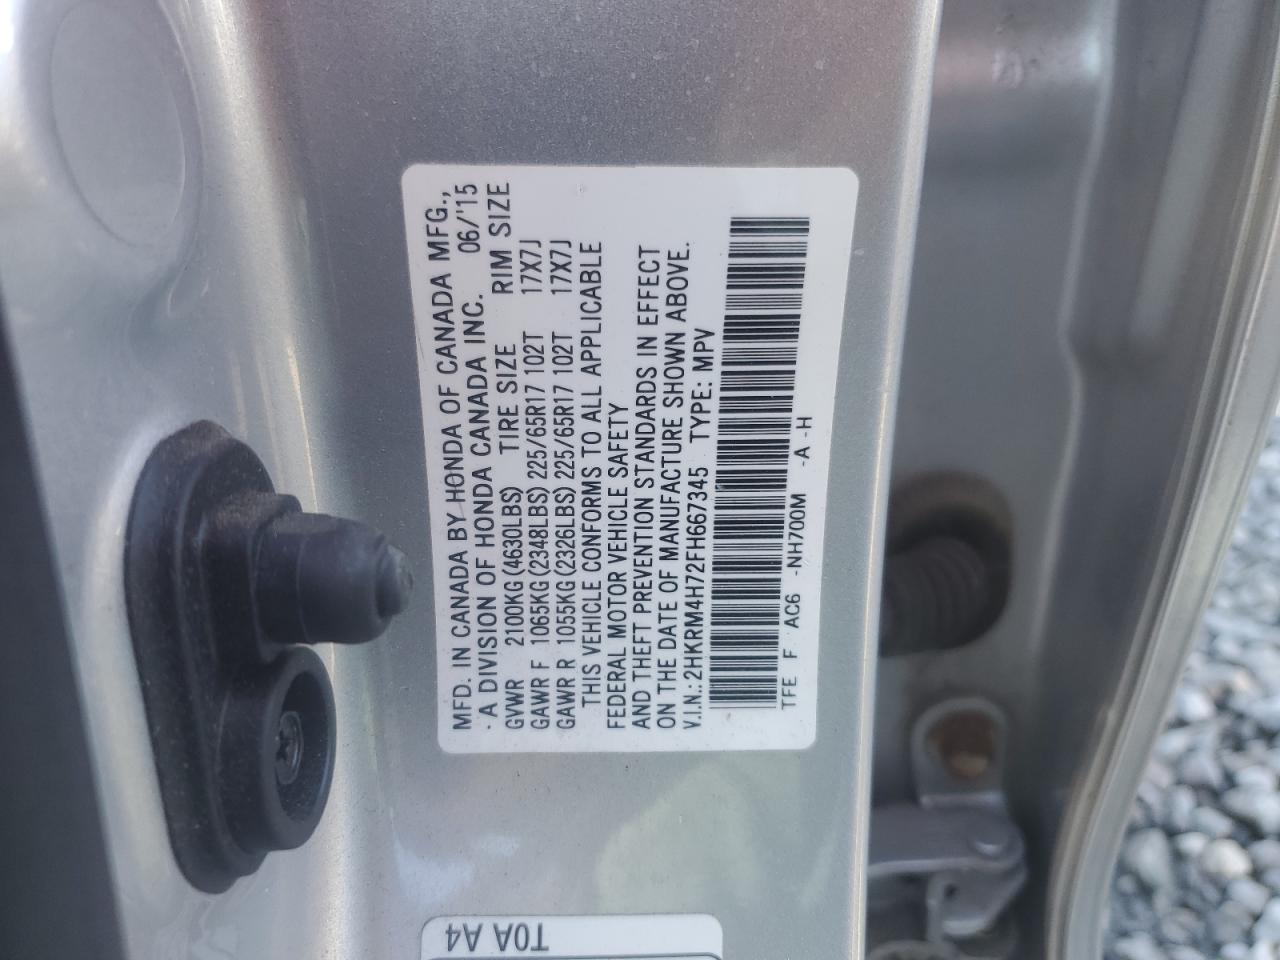 MFD. IN CANADA BY HONDA OF CANADA MFG.,
A DIVISION OF HONDA CANADA INC. 06/'15
GVWR 2100KG (4630LBS) TIRE SIZE RIM SIZE
GAWR F 1065KG (2348LBS) 225/65R17 102T 17X7J
GAWR R 1055KG (2326LBS) 225/65R17 102T 17X7J
THIS VEHICLE CONFORMS TO ALL APPLICABLE
FEDERAL MOTOR VEHICLE SAFETY
AND THEFT PREVENTION STANDARDS IN EFFECT
ON THE DATE OF MANUFACTURE SHOWN ABOVE.
V.I.N.:2HKRM4H72FH667345 TYPE: MPV
TFE F AC6 -NH700M -A -H
T0A A4